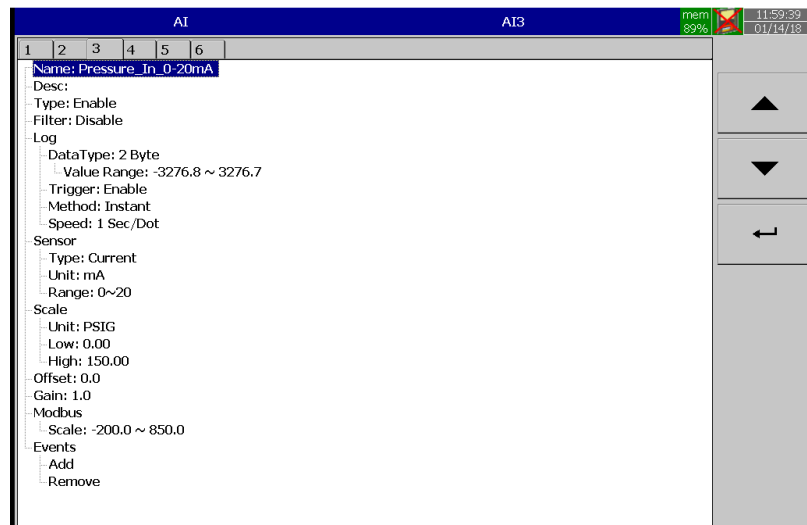 AI AI3 mem 89% 11:59:39 01/14/18
1 2 3 4 5 6
Name: Pressure_In_0-20mA
Desc:
Type: Enable
Filter: Disable
Log
DataType: 2 Byte
Value Range: -3276.8 ~ 3276.7
Trigger: Enable
Method: Instant
Speed: 1 Sec/Dot
Sensor
Type: Current
Unit: mA
Range: 0~20
Scale
Unit: PSIG
Low: 0.00
High: 150.00
Offset: 0.0
Gain: 1.0
Modbus
Scale: -200.0 ~ 850.0
Events
Add
Remove